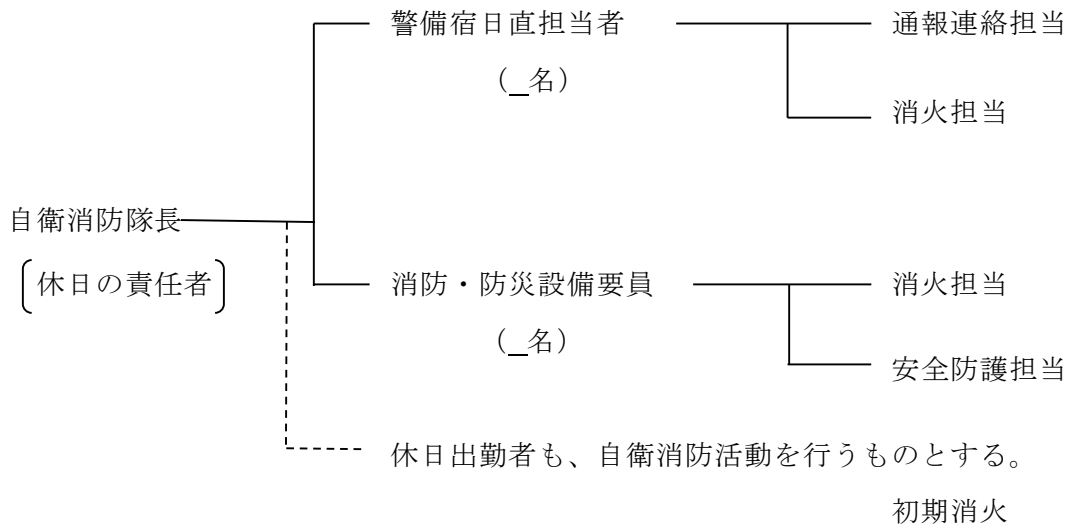 警備宿日直担当者
通報連絡担当
（_名）
消火担当
自衛消防隊長
休日の責任者
消防・防災設備要員
消火担当
（_名）
安全防護担当
休日出勤者も、自衛消防活動を行うものとする。
初期消火